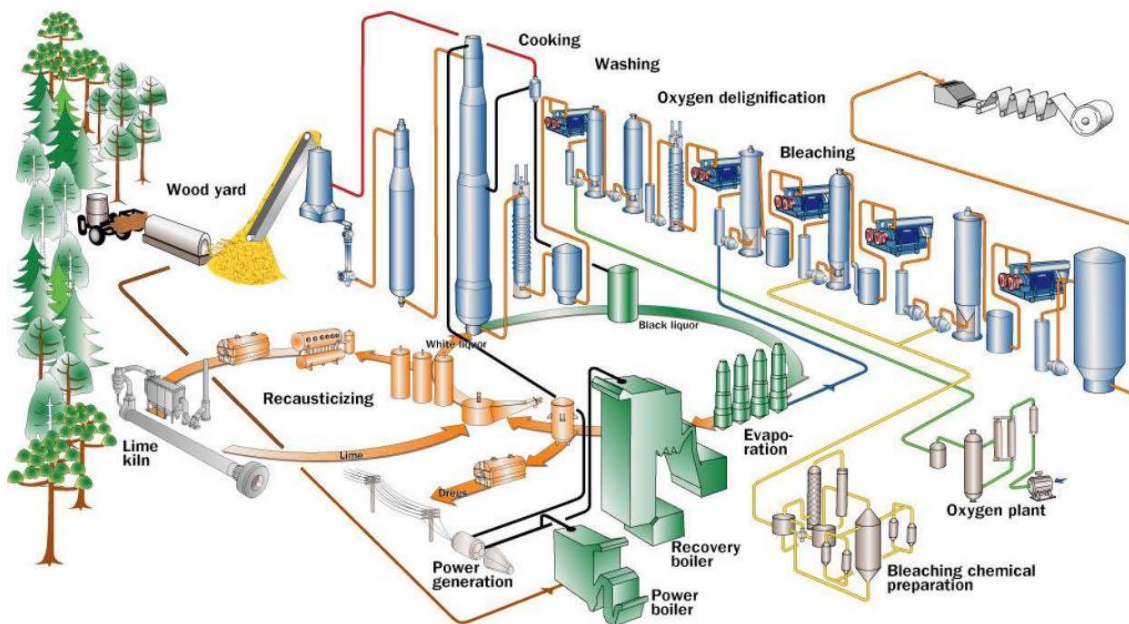 Cooking
Washing
Oxygen delignification
Bleaching
Wood yard
Black liquor
White liquor
Recausticizing
Lime
kiln
Lime
Evapo-
ration
Dregs
Oxygen plant
Power
generation
Recovery
boiler
Power
boiler
Bleaching chemical
preparation